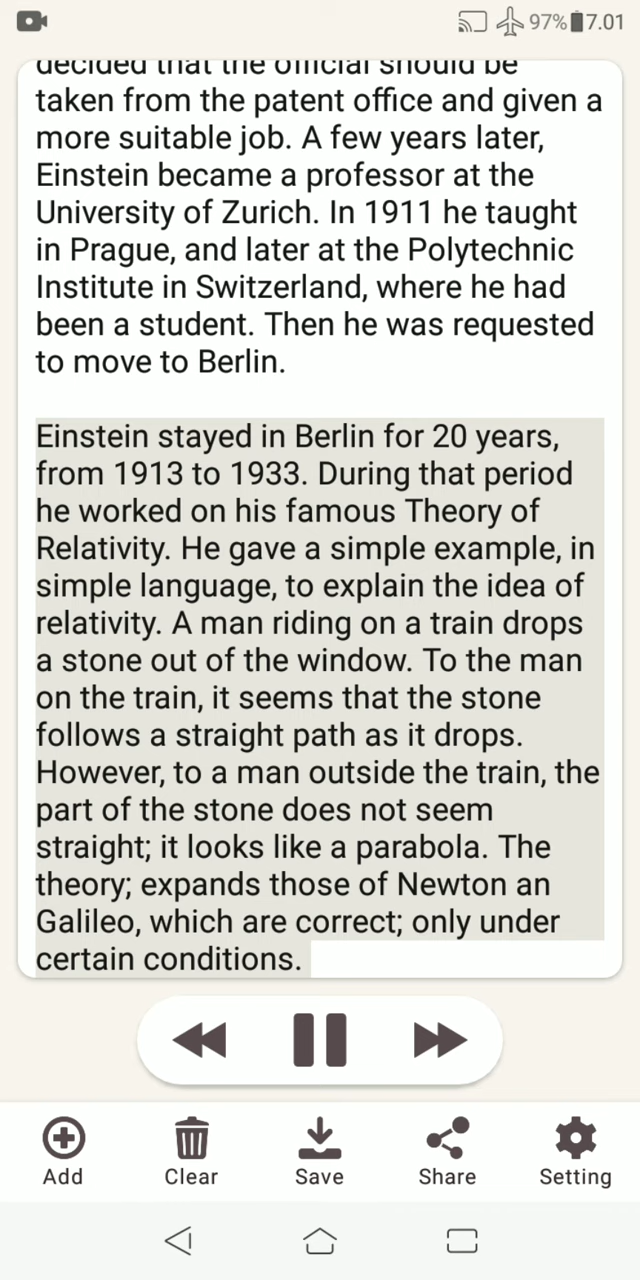 97% 7.01
decided that the official should be
taken from the patent office and given a
more suitable job. A few years later,
Einstein became a professor at the
University of Zurich. In 1911 he taught
in Prague, and later at the Polytechnic
Institute in Switzerland, where he had
been a student. Then he was requested
to move to Berlin.
Einstein stayed in Berlin for 20 years,
from 1913 to 1933. During that period
he worked on his famous Theory of
Relativity. He gave a simple example, in
simple language, to explain the idea of
relativity. A man riding on a train drops
a stone out of the window. To the man
on the train, it seems that the stone
follows a straight path as it drops.
However, to a man outside the train, the
part of the stone does not seem
straight; it looks like a parabola. The
theory; expands those of Newton an
Galileo, which are correct; only under
certain conditions.
Add Clear Save Share Setting